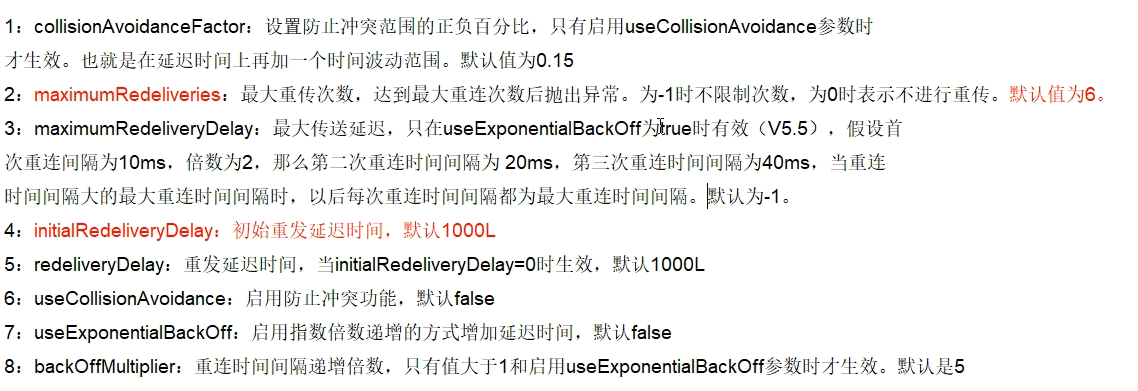 1：collisionAvoidanceFactor：设置防止冲突范围的正负百分比，只有启用useCollisionAvoidance参数时
才生效。也就是在延迟时间上再加一个时间波动范围。默认值为0.15
2：maximumRedeliveries：最大重传次数，达到最大重连次数后抛出异常。为-1时不限制次数，为0时表示不进行重传。默认值为6。
3：maximumRedeliveryDelay：最大传送延迟，只在useExponentialBackOff为true时有效（V5.5），假设首
次重连间隔为10ms，倍数为2，那么第二次重连时间间隔为 20ms，第三次重连时间间隔为40ms，当重连
时间间隔大的最大重连时间间隔时，以后每次重连时间间隔都为最大重连时间间隔。默认为-1。
4：initialRedeliveryDelay：初始重发延迟时间，默认1000L
5：redeliveryDelay：重发延迟时间，当initialRedeliveryDelay=0时生效，默认1000L
6：useCollisionAvoidance：启用防止冲突功能，默认false
7：useExponentialBackOff：启用指数倍数递增的方式增加延迟时间，默认false
8：backOffMultiplier：重连时间间隔递增倍数，只有值大于1和启用useExponentialBackOff参数时才生效。默认是5